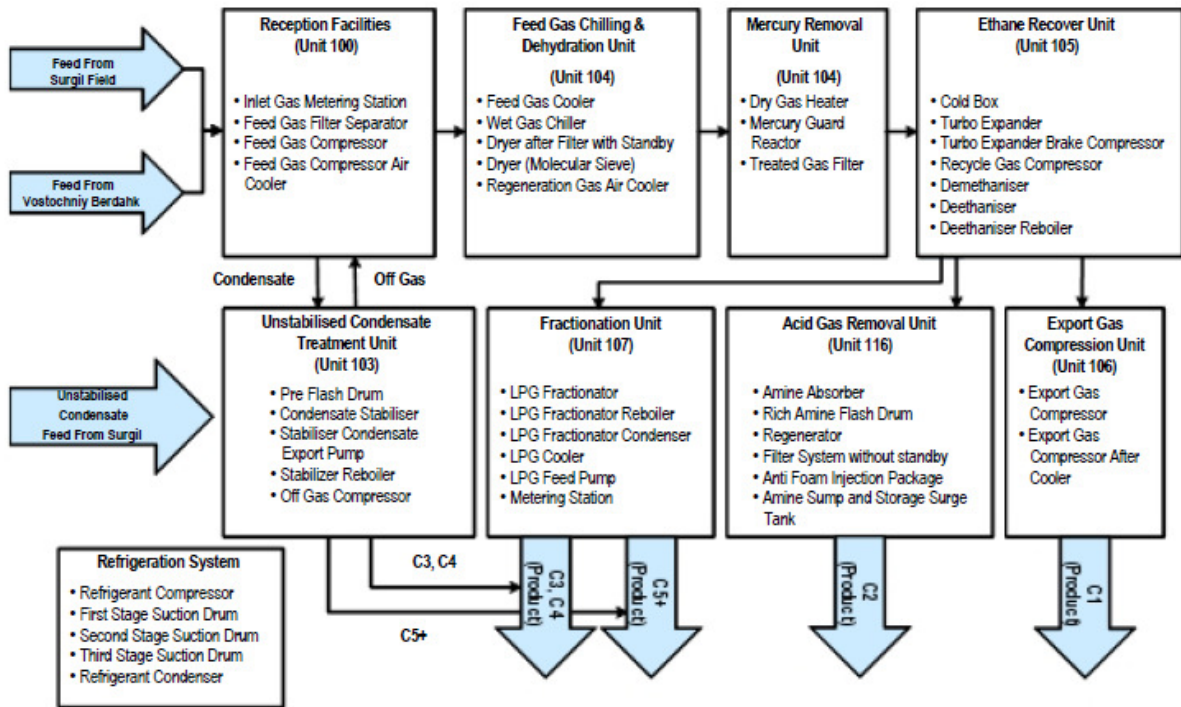 Feed From
Surgil Field
Feed From
Vostochniy Berdahk
Reception Facilities
(Unit 100)
• Inlet Gas Metering Station
• Feed Gas Filter Separator
• Feed Gas Compressor
• Feed Gas Compressor Air
Cooler
Feed Gas Chilling &
Dehydration Unit
(Unit 104)
• Feed Gas Cooler
• Wet Gas Chiller
• Dryer after Filter with Standby
• Dryer (Molecular Sieve)
• Regeneration Gas Air Cooler
Mercury Removal
Unit
(Unit 104)
• Dry Gas Heater
• Mercury Guard
Reactor
• Treated Gas Filter
Ethane Recover Unit
(Unit 105)
• Cold Box
• Turbo Expander
• Turbo Expander Brake Compressor
• Recycle Gas Compressor
• Demethaniser
• Deethaniser
• Deethaniser Reboiler
Condensate
Off Gas
Unstabilised
Condensate
Feed From Surgil
Unstabilised Condensate
Treatment Unit
(Unit 103)
• Pre Flash Drum
• Condensate Stabiliser
• Stabiliser Condensate
Export Pump
• Stabilizer Reboiler
• Off Gas Compressor
Fractionation Unit
(Unit 107)
• LPG Fractionator
• LPG Fractionator Reboiler
• LPG Fractionator Condenser
• LPG Cooler
• LPG Feed Pump
• Metering Station
Acid Gas Removal Unit
(Unit 116)
• Amine Absorber
• Rich Amine Flash Drum
• Regenerator
• Filter System without standby
• Anti Foam Injection Package
• Amine Sump and Storage Surge
Tank
Export Gas
Compression Unit
(Unit 106)
• Export Gas
Compressor
• Export Gas
Compressor After
Cooler
Refrigeration System
• Refrigerant Compressor
• First Stage Suction Drum
• Second Stage Suction Drum
• Third Stage Suction Drum
• Refrigerant Condenser
C3, C4
C5+
C3, C4
(Product)
C5+
(Product)
C2
(Product)
C1
(Product)